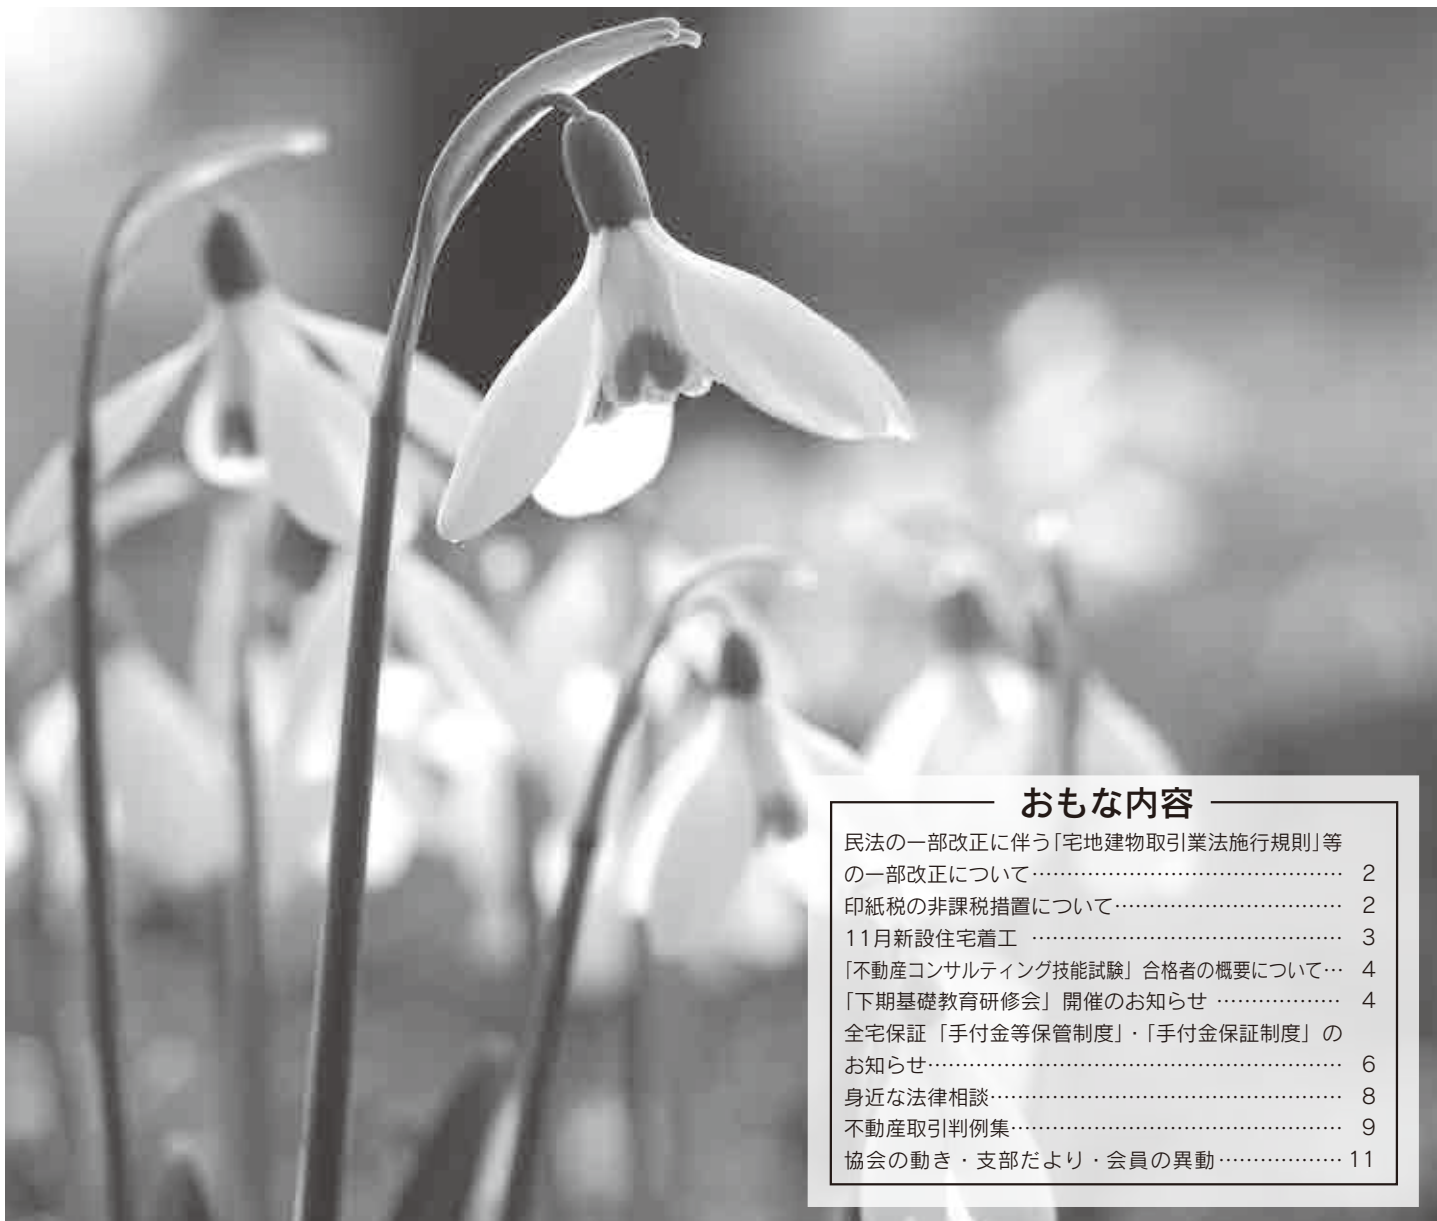 おもな内容
民法の一部改正に伴う「宅地建物取引業法施行規則」等
の一部改正について…………………………………… 2
印紙税の非課税措置について…………………………… 2
11月新設住宅着工 …………………………………… 3
「不動産コンサルティング技能試験」合格者の概要について… 4
「下期基礎教育研修会」開催のお知らせ ……………… 4
全宅保証「手付金等保管制度」・「手付金保証制度」の
お知らせ………………………………………………… 6
身近な法律相談………………………………………… 8
不動産取引判例集……………………………………… 9
協会の動き・支部だより・会員の異動……………… 11